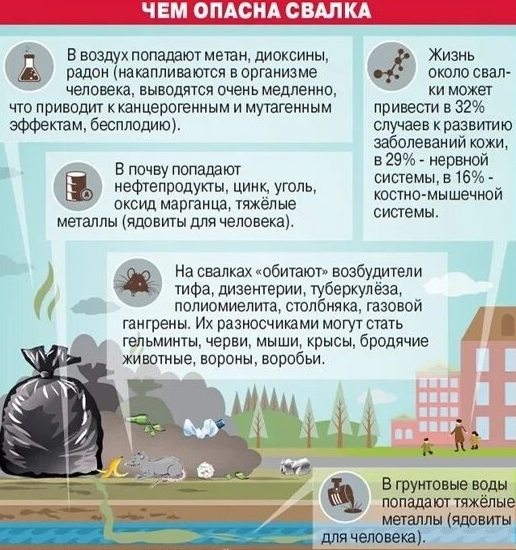 ЧЕМ ОПАСНА СВАЛКА
В воздух попадают метан, диоксины,
радон (накапливаются в организме
человека, выводятся очень медленно,
что приводит к канцерогенным и мутагенным
эффектам, бесплодию).
Жизнь
около свал-
ки может
привести в 32%
случаев к развитию
заболеваний кожи,
в 29% - нервной
системы, в 16% -
костно-мышечной
системы.
В почву попадают
нефтепродукты, цинк, уголь,
оксид марганца, тяжёлые
металлы (ядовиты для человека).
На свалках «обитают» возбудители
тифа, дизентерии, туберкулёза,
полиомиелита, столбняка, газовой
гангрены. Их разносчиками могут стать
гельминты, черви, мыши, крысы, бродячие
животные, вороны, воробьи.
В грунтовые воды
попадают тяжёлые
металлы (ядовиты
для человека).